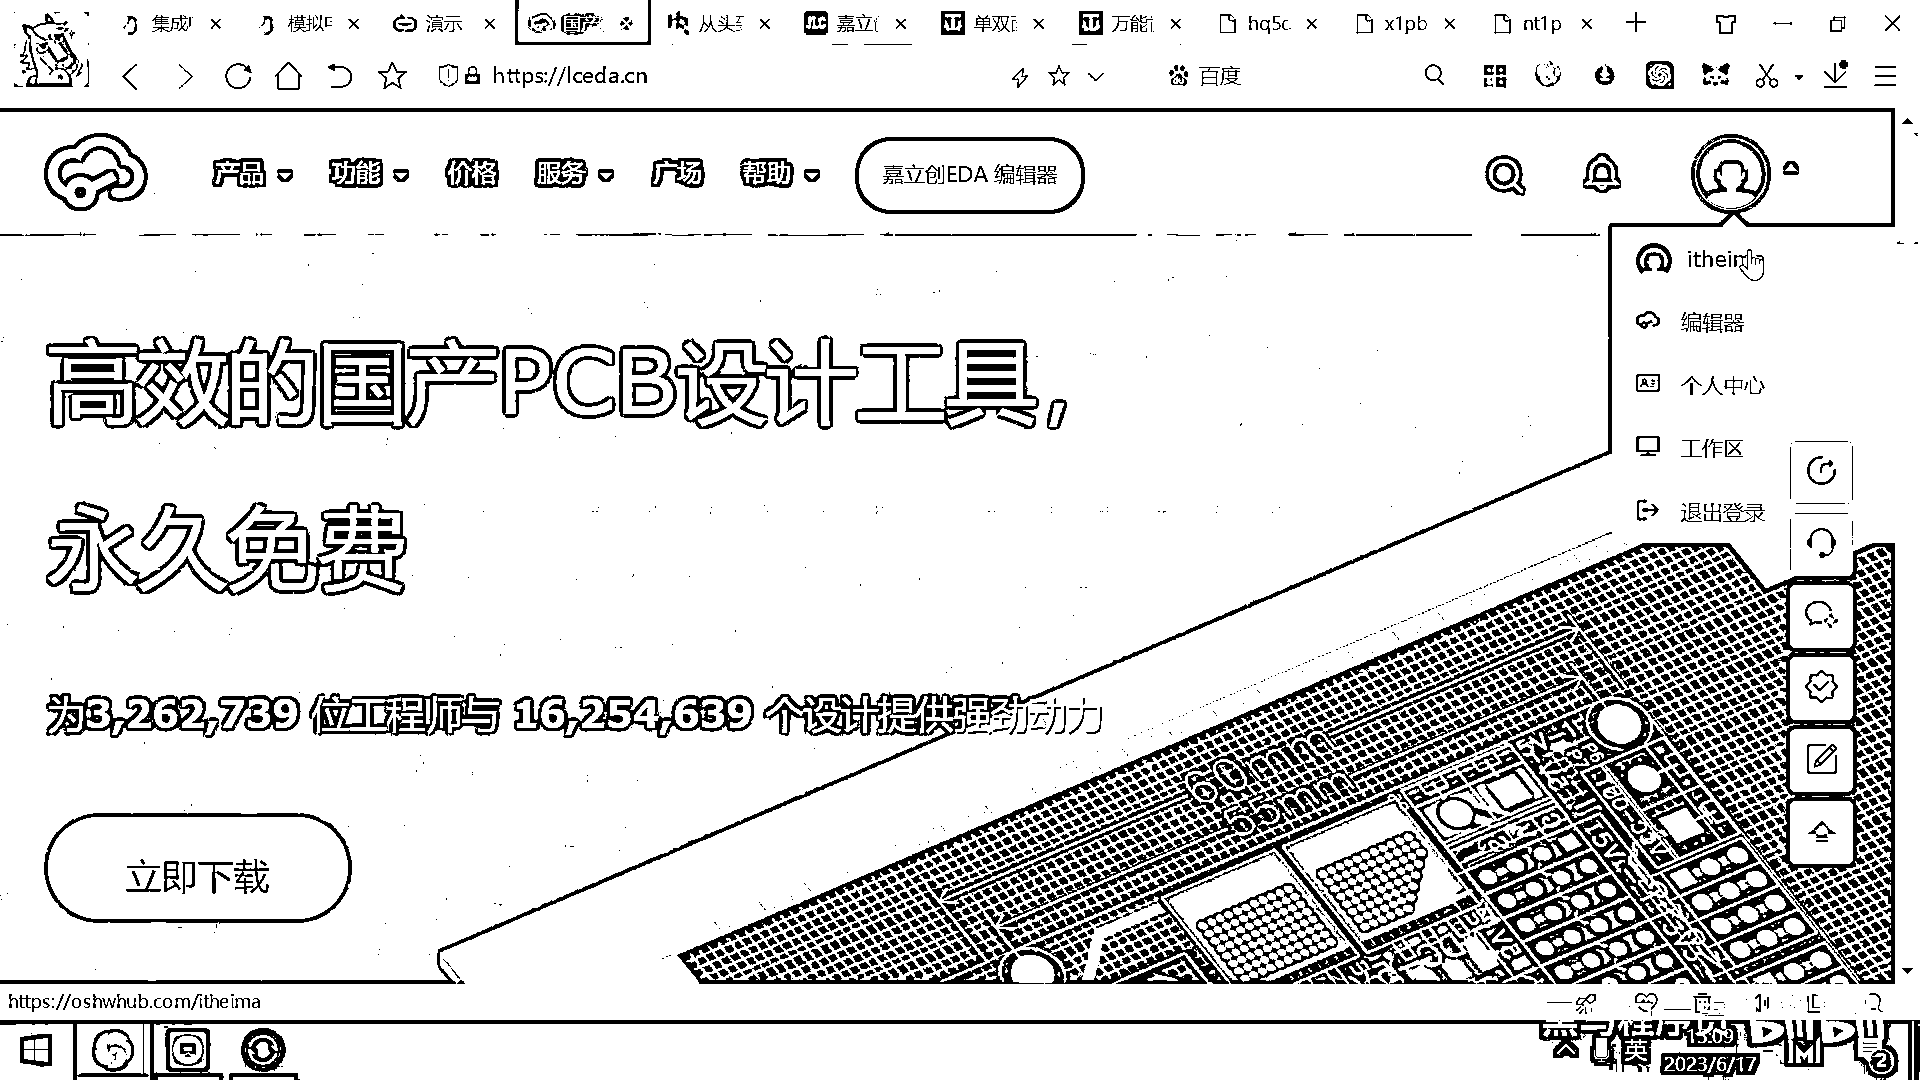 集成 模拟 演示 国产 从头 嘉立 单双 万能 hq5c x1pb nt1p
https://lceda.cn 百度
产品 功能 价格 服务 广场 帮助 嘉立创EDA 编辑器
编辑器
个人中心
工作区
退出登录
高效的国产PCB设计工具,
永久免费
为3,262,739 位工程师与 16,254,639 个设计提供强劲动力
60mm
立即下载
https://oshwhub.com/itheima
英
15:09
2023/6/17
2